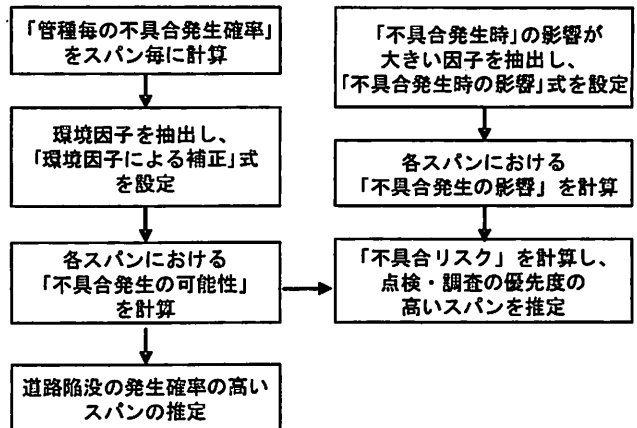 「管種毎の不具合発生確率」
をスパン毎に計算
環境因子を抽出し、
「環境因子による補正」式
を設定
各スパンにおける
「不具合発生の可能性」
を計算
道路陥没の発生確率の高い
スパンの推定
「不具合発生時」の影響が
大きい因子を抽出し、
「不具合発生時の影響」式を設定
各スパンにおける
「不具合発生の影響」を計算
「不具合リスク」を計算し、
点検・調査の優先度の
高いスパンを推定